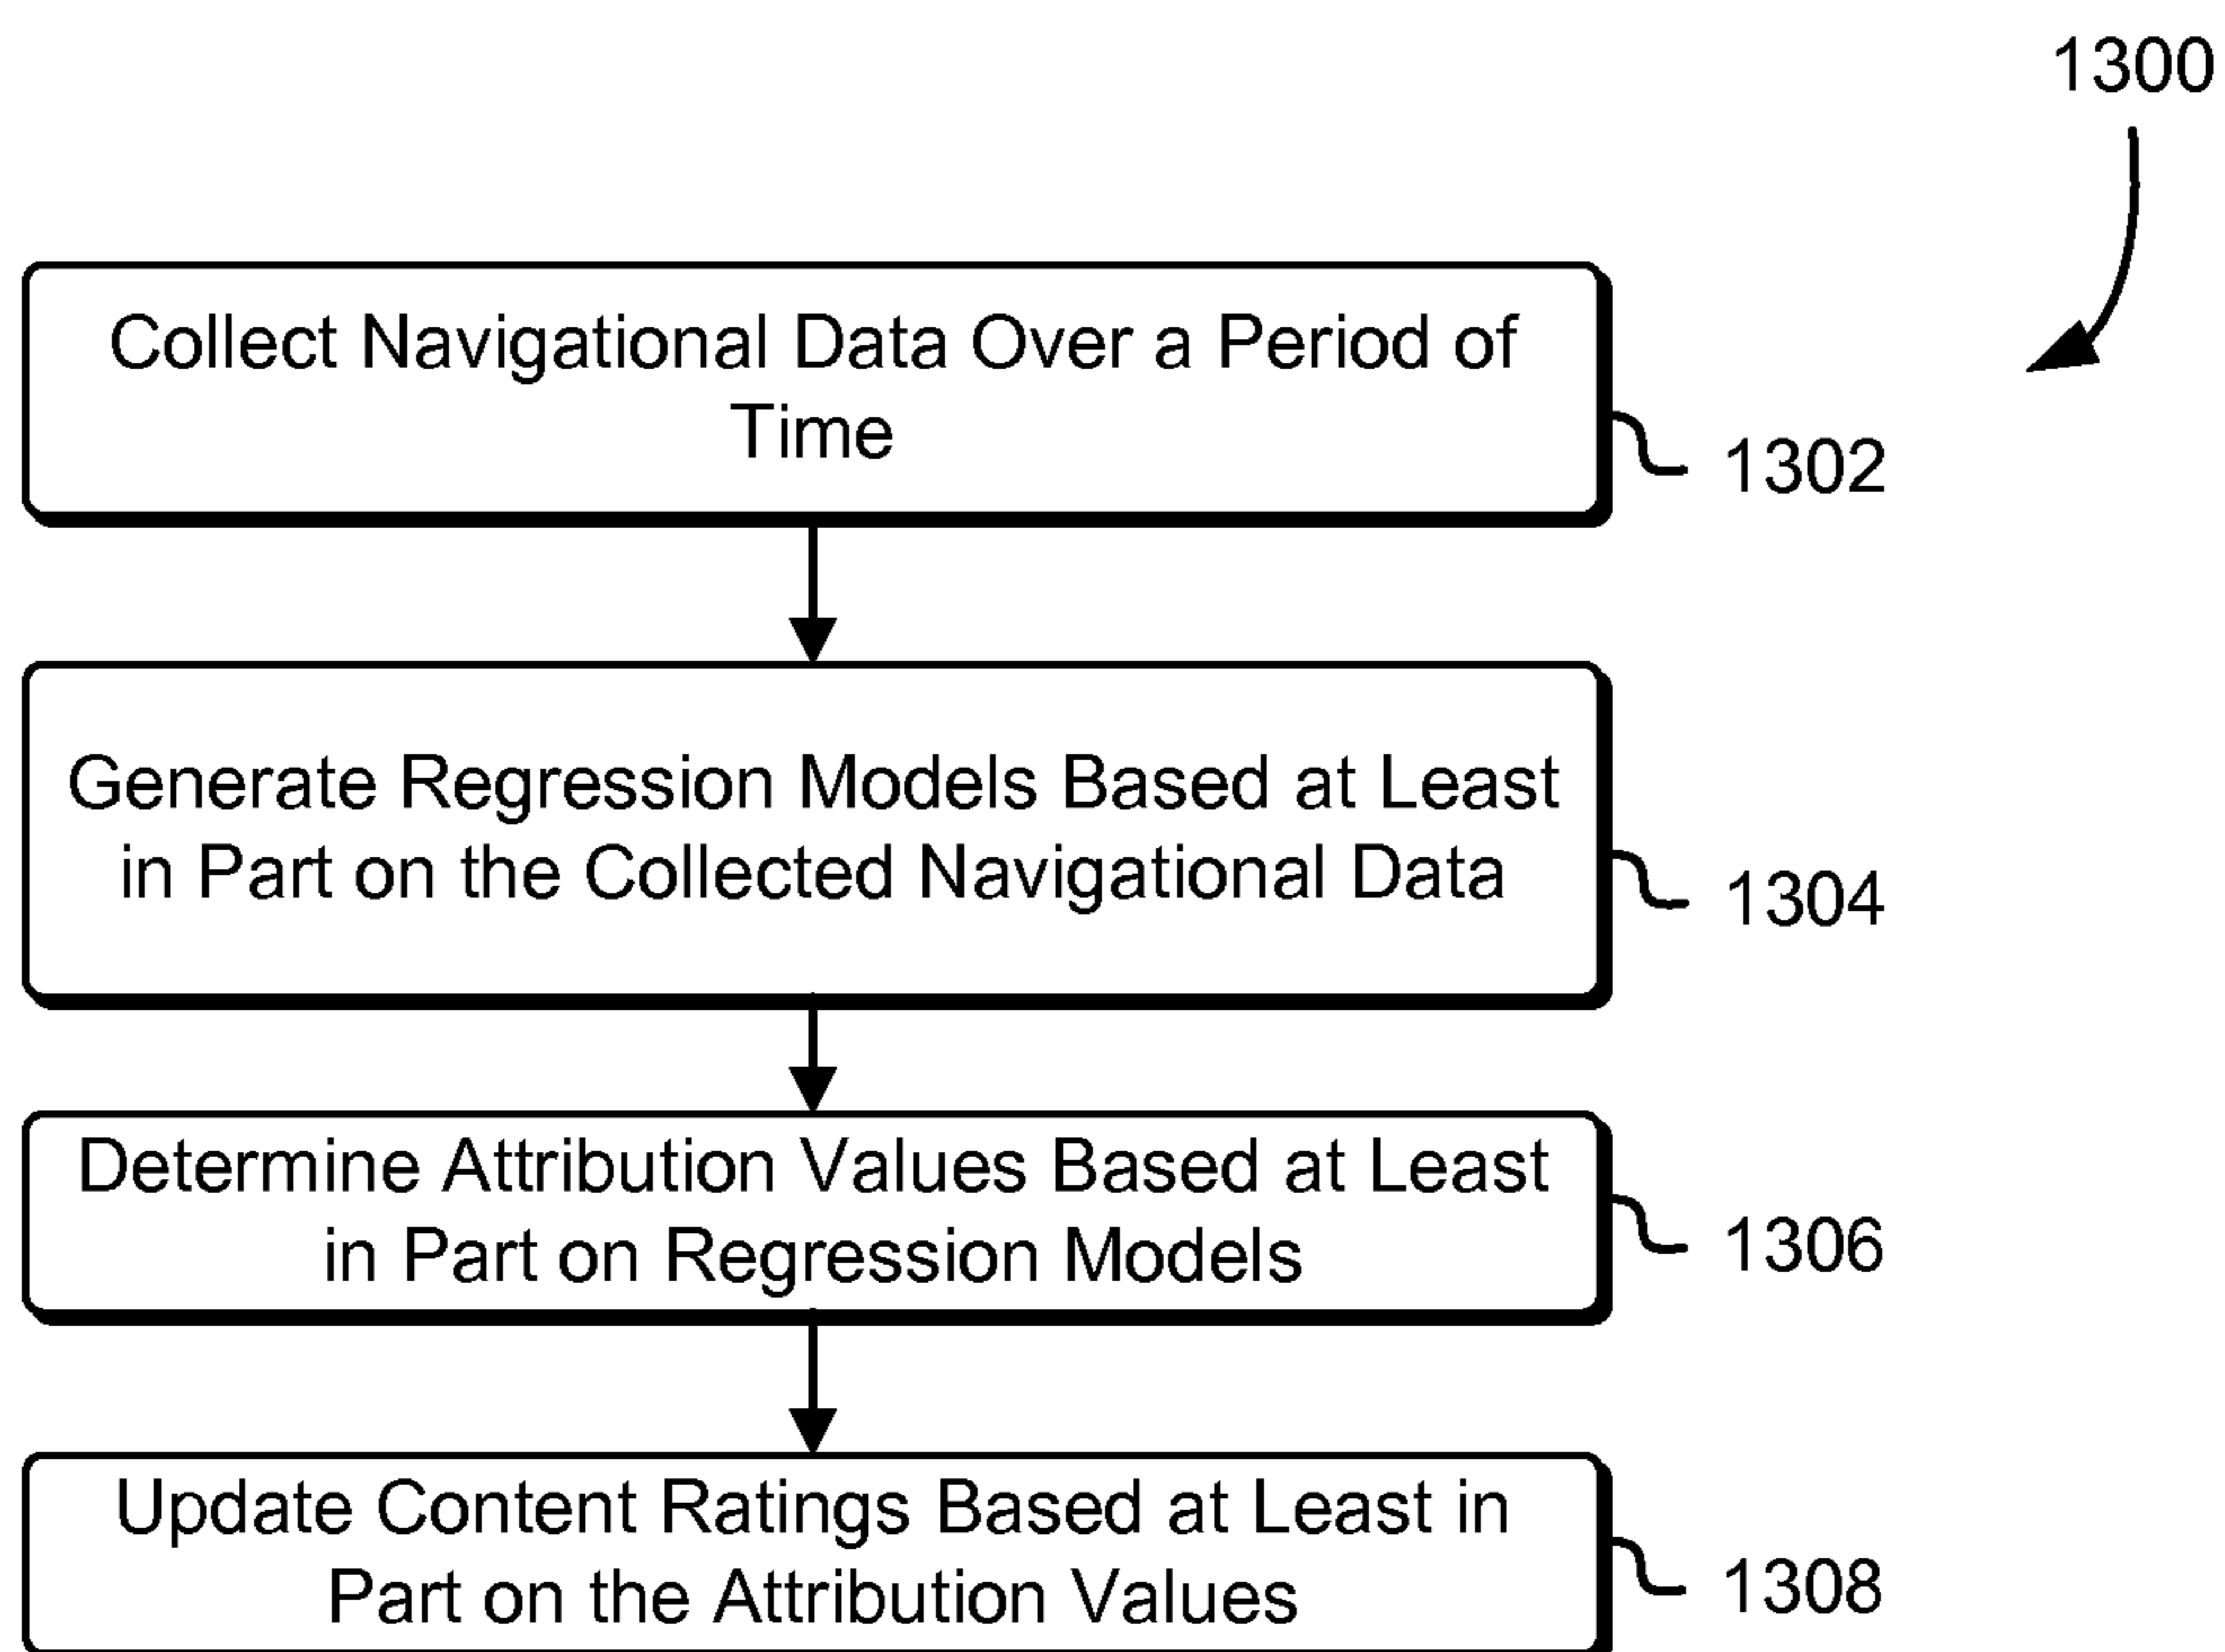 1300
Collect Navigational Data Over a Period of
Time
1302
Generate Regression Models Based at Least
in Part on the Collected Navigational Data
1304
Determine Attribution Values Based at Least
in Part on Regression Models
1306
Update Content Ratings Based at Least in
Part on the Attribution Values
1308